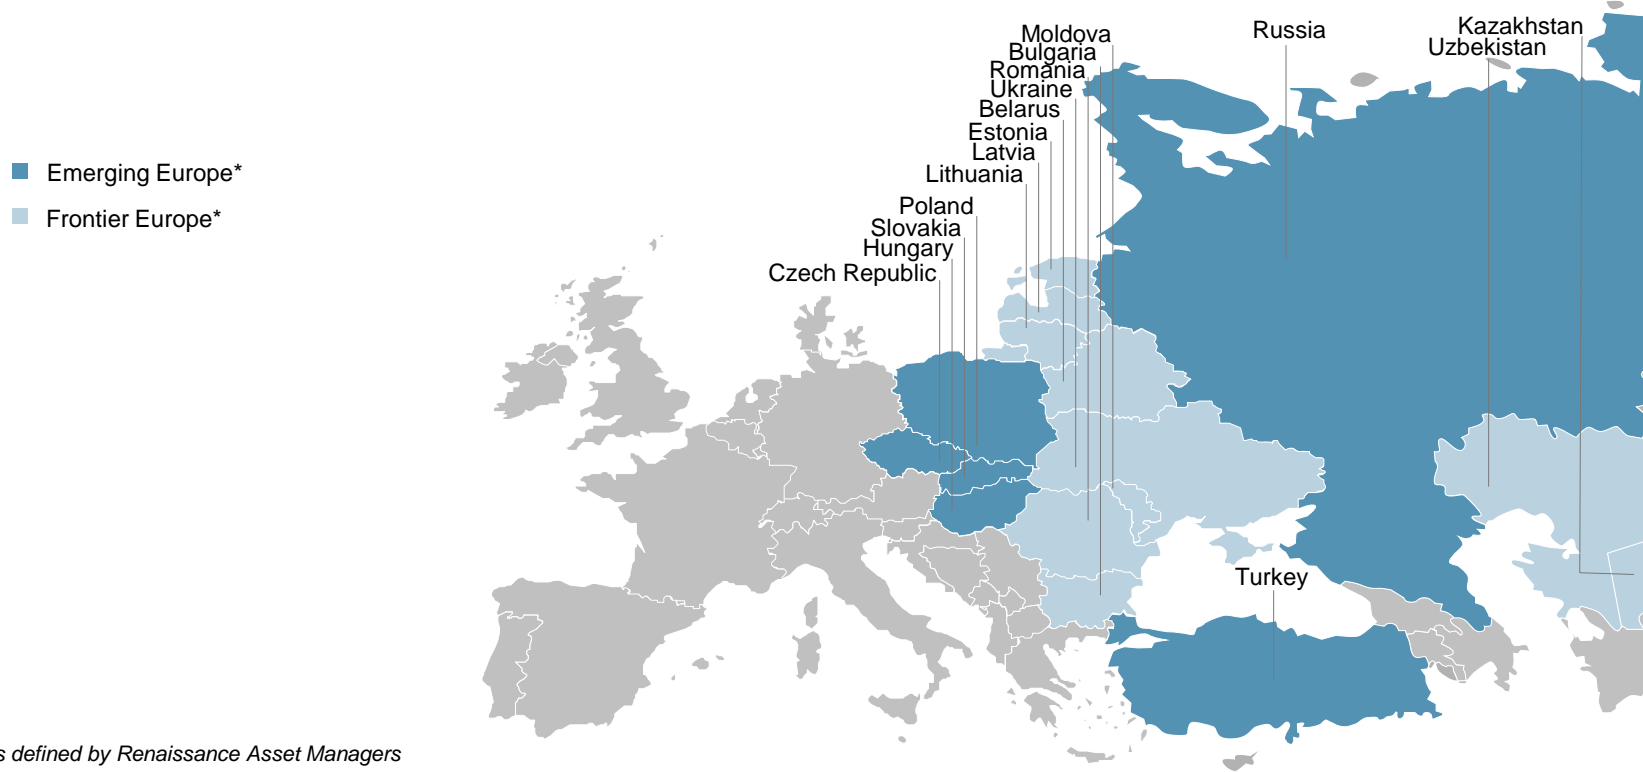 Moldova
Bulgaria
Romania
Ukraine
Belarus
Estonia
Latvia
Lithuania
Poland
Slovakia
Hungary
Czech Republic
Russia
Kazakhstan
Uzbekistan
Emerging Europe*
Frontier Europe*
Turkey
s defined by Renaissance Asset Managers